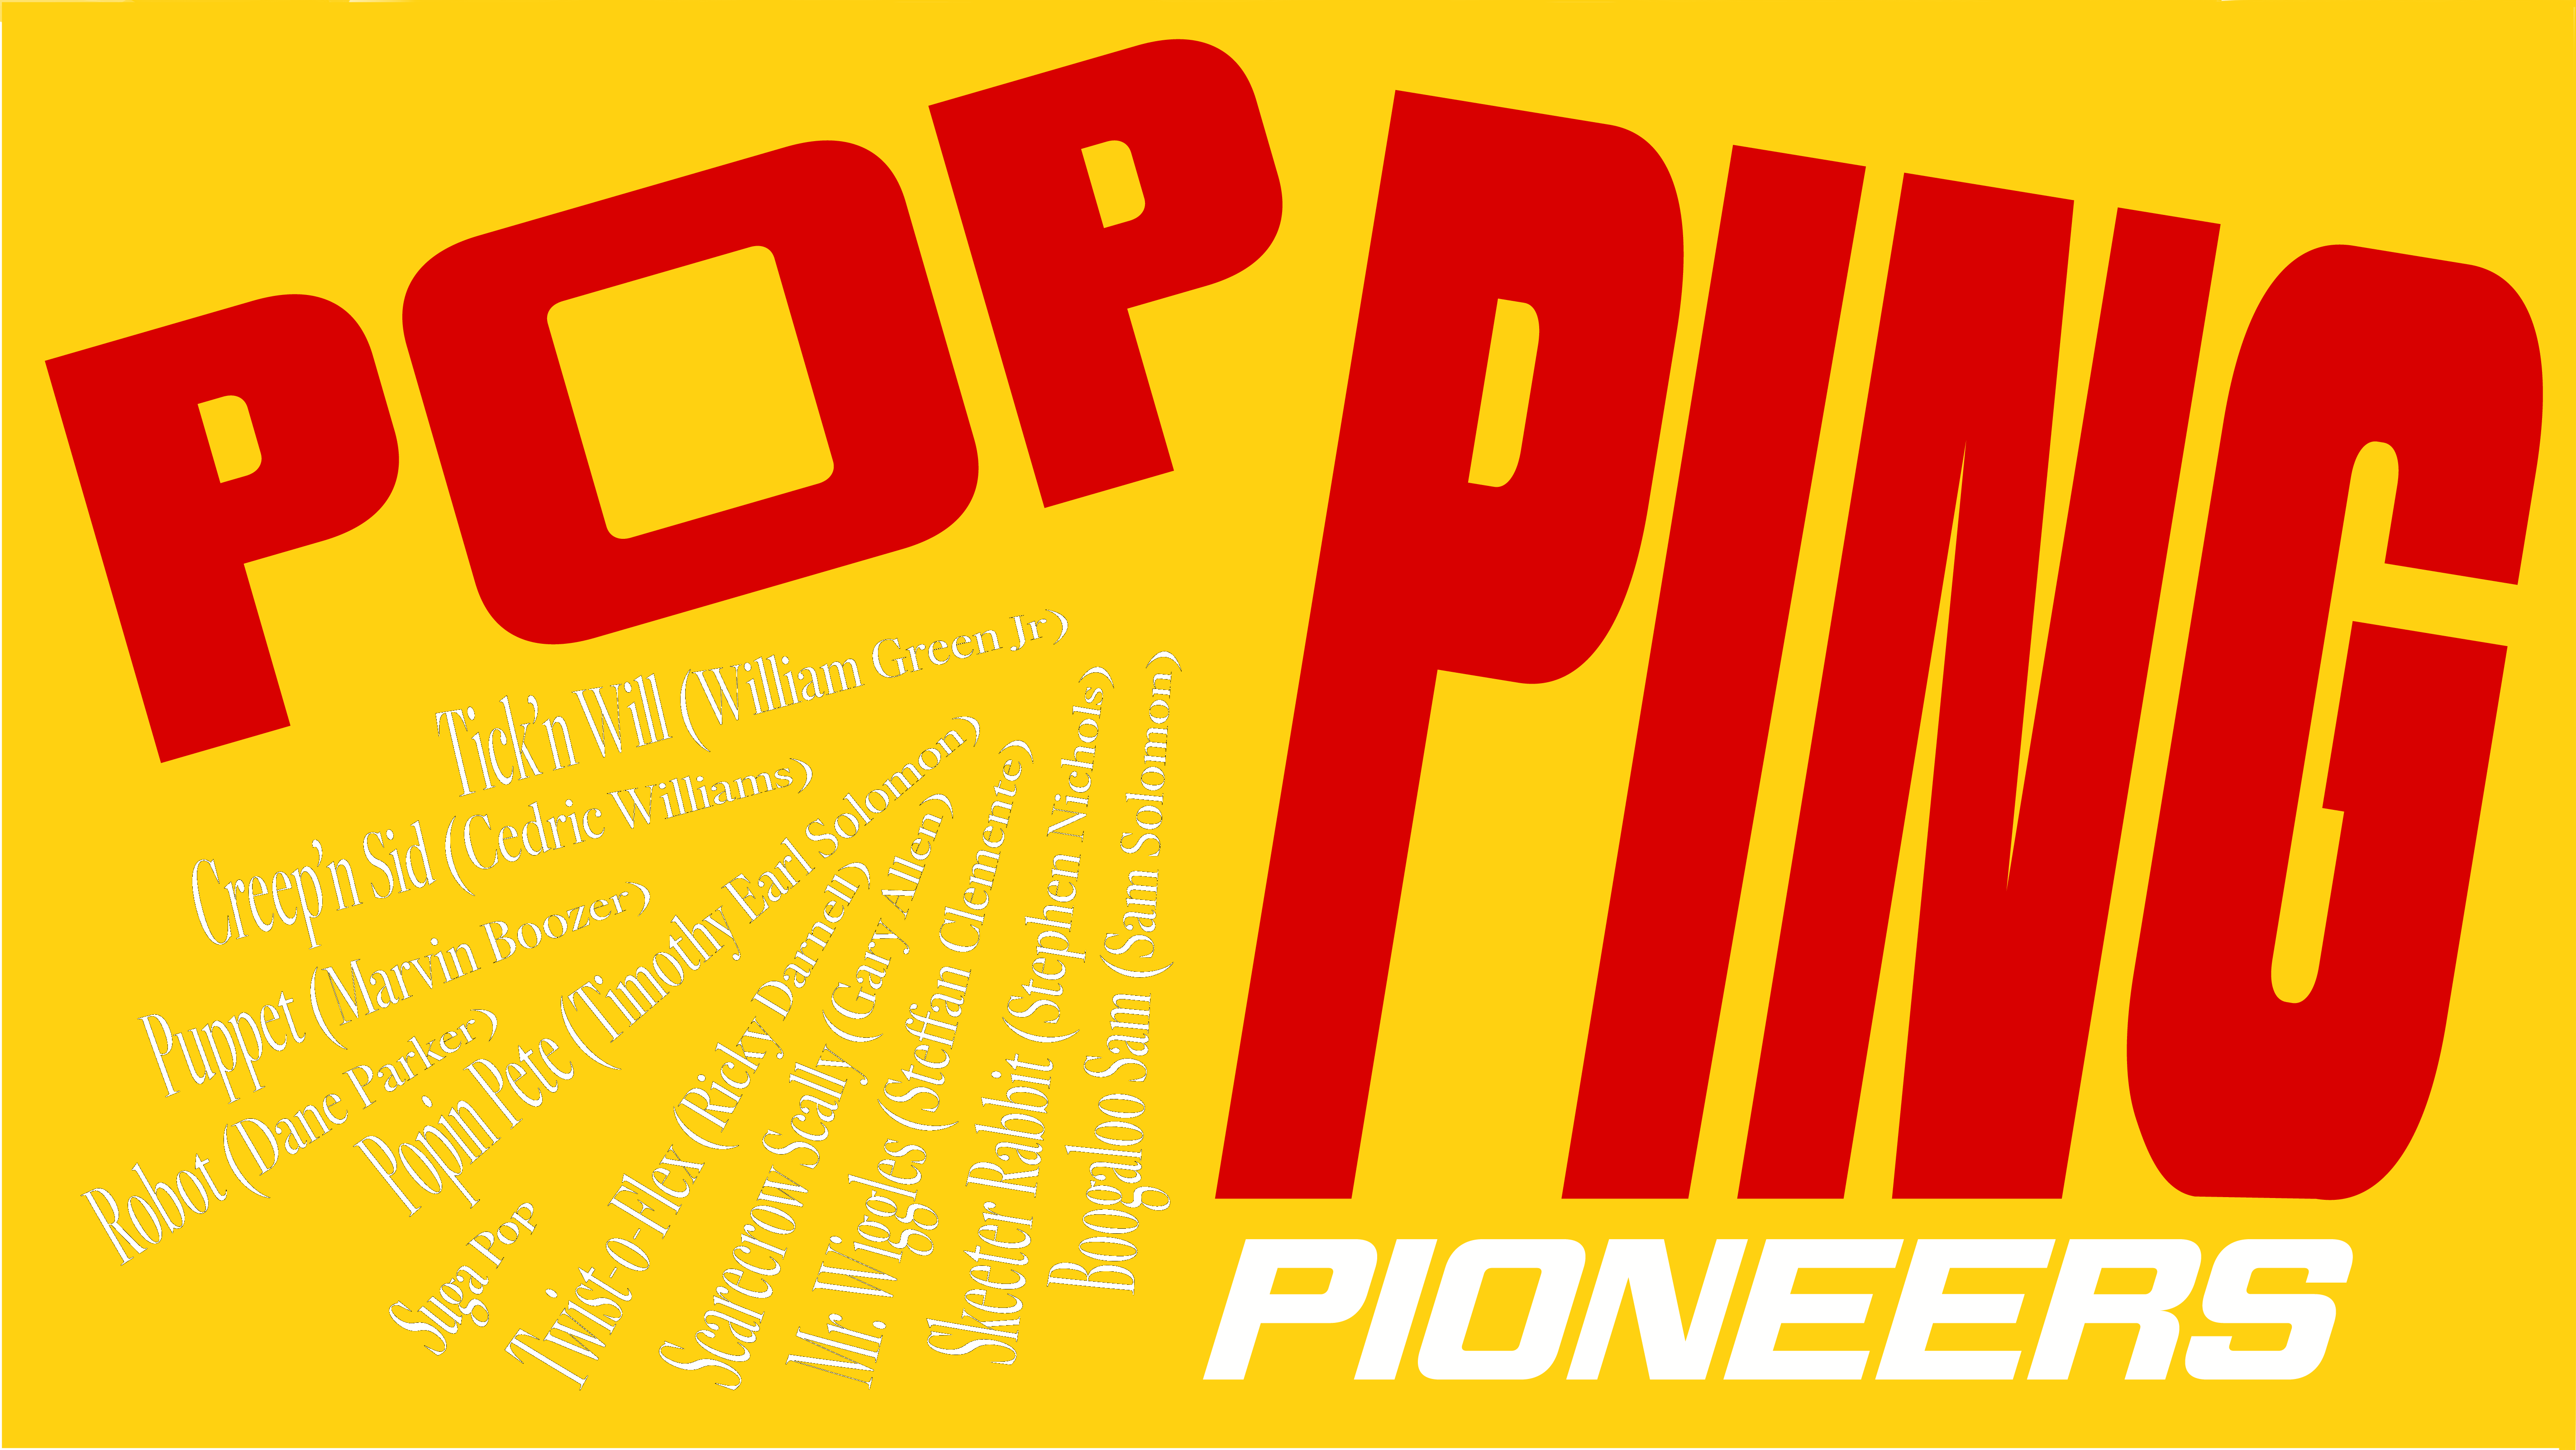 POP
PING
Tick'n Will (William Green Jr)
Creep'n Sid (Cedric Williams)
Puppet (Marvin Boozer)
Robot (Dane Parker)
Popin Pete (Timothy Earl Solomon)
Suga Pop
Twist-o-Flex (Ricky Darnell)
Scarecrow Scally (Gary Allen)
Mr. Wiggles (Steffan Clemente)
Skeeter Rabbit (Stephen Nichols)
Boogaloo Sam (Sam Solomon)
PIONEERS